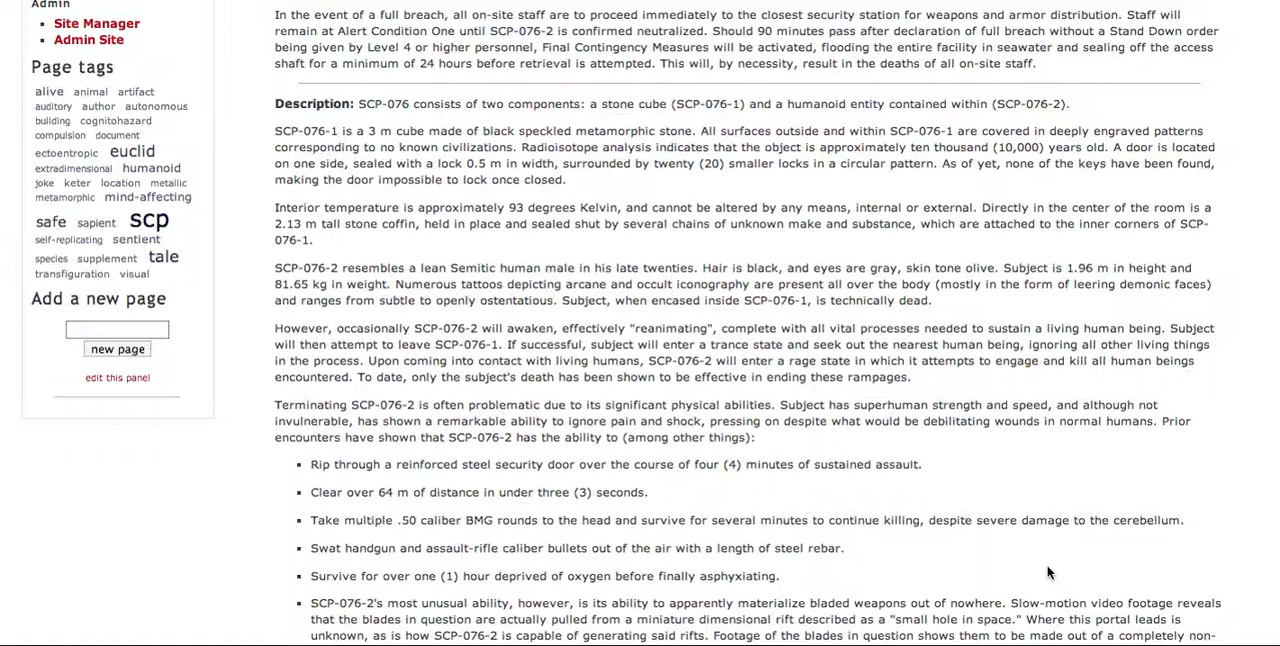 Admin
Site Manager
Admin Site
Page tags
alive animal artifact
auditory author autonomous
building cognitohazard
compulsion document
ectoentropic euclid
extradimensional humanoid
joke keter location metallic
metamorphic mind-affecting
safe sapient scp
self-replicating sentient
species supplement tale
transfiguration visual
Add a new page
new page
edit this panel
In the event of a full breach, all on-site staff are to proceed immediately to the closest security station for weapons and armor distribution. Staff will
remain at Alert Condition One until SCP-076-2 is confirmed neutralized. Should 90 minutes pass after declaration of full breach without a Stand Down order
being given by Level 4 or higher personnel, Final Contingency Measures will be activated, flooding the entire facility in seawater and sealing off the access
shaft for a minimum of 24 hours before retrieval is attempted. This will, by necessity, result in the deaths of all on-site staff.
Description: SCP-076 consists of two components: a stone cube (SCP-076-1) and a humanoid entity contained within (SCP-076-2).
SCP-076-1 is a 3 m cube made of black speckled metamorphic stone. All surfaces outside and within SCP-076-1 are covered in deeply engraved patterns
corresponding to no known civilizations. Radioisotope analysis indicates that the object is approximately ten thousand (10,000) years old. A door is located
on one side, sealed with a lock 0.5 m in width, surrounded by twenty (20) smaller locks in a circular pattern. As of yet, none of the keys have been found,
making the door impossible to lock once closed.
Interior temperature is approximately 93 degrees Kelvin, and cannot be altered by any means, internal or external. Directly in the center of the room is a
2.13 m tall stone coffin, held in place and sealed shut by several chains of unknown make and substance, which are attached to the inner corners of SCP-
076-1.
SCP-076-2 resembles a lean Semitic human male in his late twenties. Hair is black, and eyes are gray, skin tone olive. Subject is 1.96 m in height and
81.65 kg in weight. Numerous tattoos depicting arcane and occult iconography are present all over the body (mostly in the form of leering demonic faces)
and ranges from subtle to openly ostentatious. Subject, when encased inside SCP-076-1, is technically dead.
However, occasionally SCP-076-2 will awaken, effectively "reanimating", complete with all vital processes needed to sustain a living human being. Subject
will then attempt to leave SCP-076-1. If successful, subject will enter a trance state and seek out the nearest human being, ignoring all other living things
in the process. Upon coming into contact with living humans, SCP-076-2 will enter a rage state in which it attempts to engage and kill all human beings
encountered. To date, only the subject's death has been shown to be effective in ending these rampages.
Terminating SCP-076-2 is often problematic due to its significant physical abilities. Subject has superhuman strength and speed, and although not
invulnerable, has shown a remarkable ability to ignore pain and shock, pressing on despite what would be debilitating wounds in normal humans. Prior
encounters have shown that SCP-076-2 has the ability to (among other things):
Rip through a reinforced steel security door over the course of four (4) minutes of sustained assault.
Clear over 64 m of distance in under three (3) seconds.
Take multiple .50 caliber BMG rounds to the head and survive for several minutes to continue killing, despite severe damage to the cerebellum.
Swat handgun and assault-rifle caliber bullets out of the air with a length of steel rebar.
Survive for over one (1) hour deprived of oxygen before finally asphyxiating.
SCP-076-2's most unusual ability, however, is its ability to apparently materialize bladed weapons out of nowhere. Slow-motion video footage reveals
that the blades in question are actually pulled from a miniature dimensional rift described as a "small hole in space." Where this portal leads is
unknown, as is how SCP-076-2 is capable of generating said rifts. Footage of the blades in question shows them to be made out of a completely non-